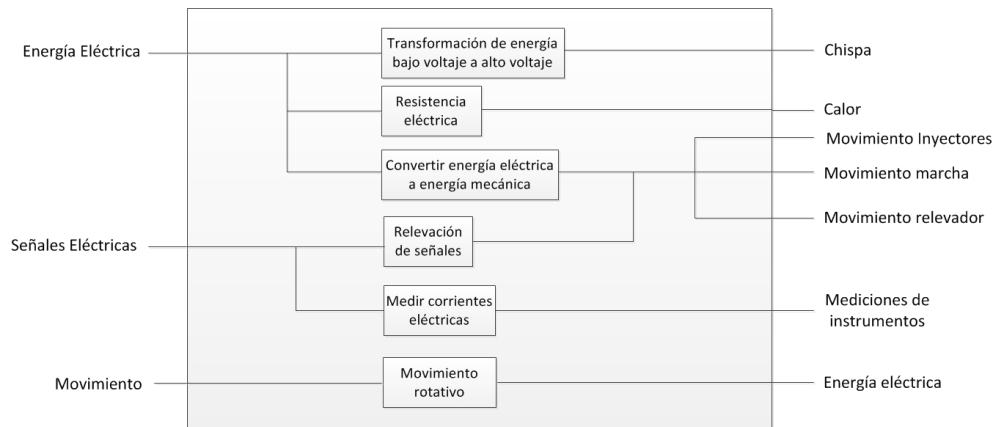 Energía Eléctrica
Transformación de energía
bajo voltaje a alto voltaje
Chispa
Resistencia
eléctrica
Calor
Convertir energía eléctrica
a energía mecánica
Movimiento Inyectores
Movimiento marcha
Movimiento relevador
Señales Eléctricas
Relevación
de señales
Medir corrientes
eléctricas
Mediciones de
instrumentos
Movimiento
Movimiento
rotativo
Energía eléctrica